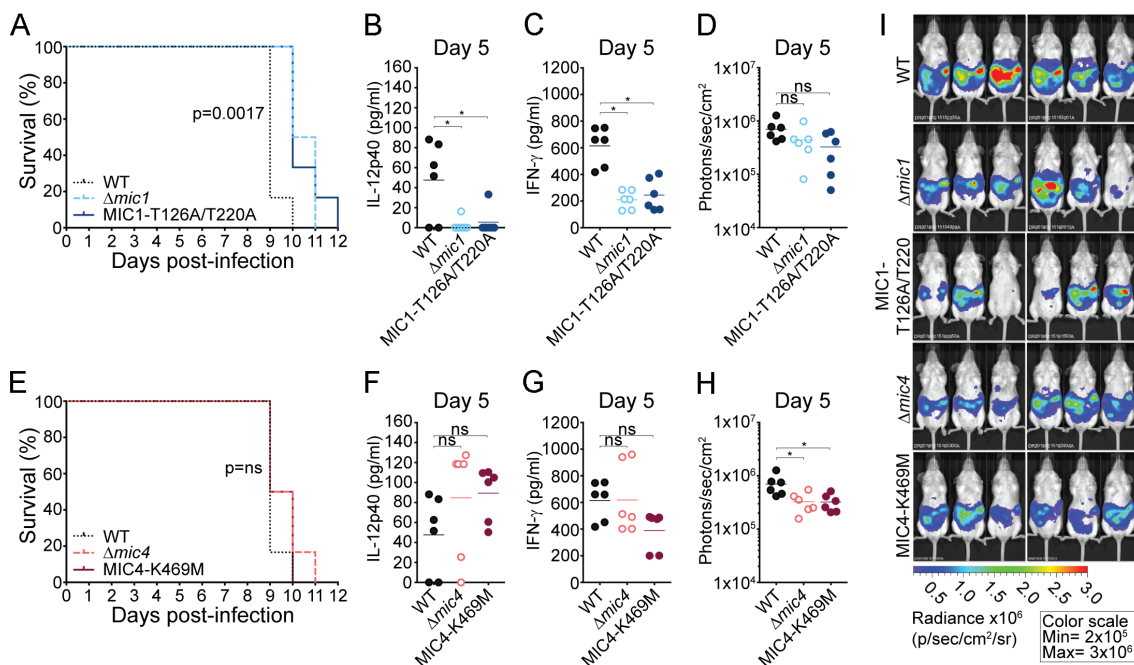 A
Survival (%)
100
80
60
40
20
0
p=0.0017
WT
Δmic1
MIC1-T126A/T220A
0 1 2 3 4 5 6 7 8 9 10 11 12
Days post-infection
B
Day 5
IL-12p40 (pg/ml)
160
140
120
100
80
60
40
20
0
*
*
WT
Δmic1
MIC1-T126A/T220A
C
Day 5
IFN-γ (pg/ml)
1200
1000
800
600
400
200
0
*
*
WT
Δmic1
MIC1-T126A/T220A
D
Day 5
Photons/sec/cm²
1x10⁷
1x10⁶
1x10⁵
1x10⁴
ns
ns
WT
Δmic1
MIC1-T126A/T220A
E
Survival (%)
100
80
60
40
20
0
p=ns
WT
Δmic4
MIC4-K469M
0 1 2 3 4 5 6 7 8 9 10 11 12
Days post-infection
F
Day 5
IL-12p40 (pg/ml)
160
140
120
100
80
60
40
20
0
ns
ns
WT
Δmic4
MIC4-K469M
G
Day 5
IFN-γ (pg/ml)
1200
1000
800
600
400
200
0
ns
ns
WT
Δmic4
MIC4-K469M
H
Day 5
Photons/sec/cm²
1x10⁷
1x10⁶
1x10⁵
1x10⁴
*
*
WT
Δmic4
MIC4-K469M
I
WT
Δmic1
MIC1-
T126A/T220
Δmic4
MIC4-K469M
0.5 1.0 1.5 2.0 2.5 3.0
Radiance x10⁶
(p/sec/cm²/sr)
Color scale
Min= 2x10⁵
Max= 3x10⁶